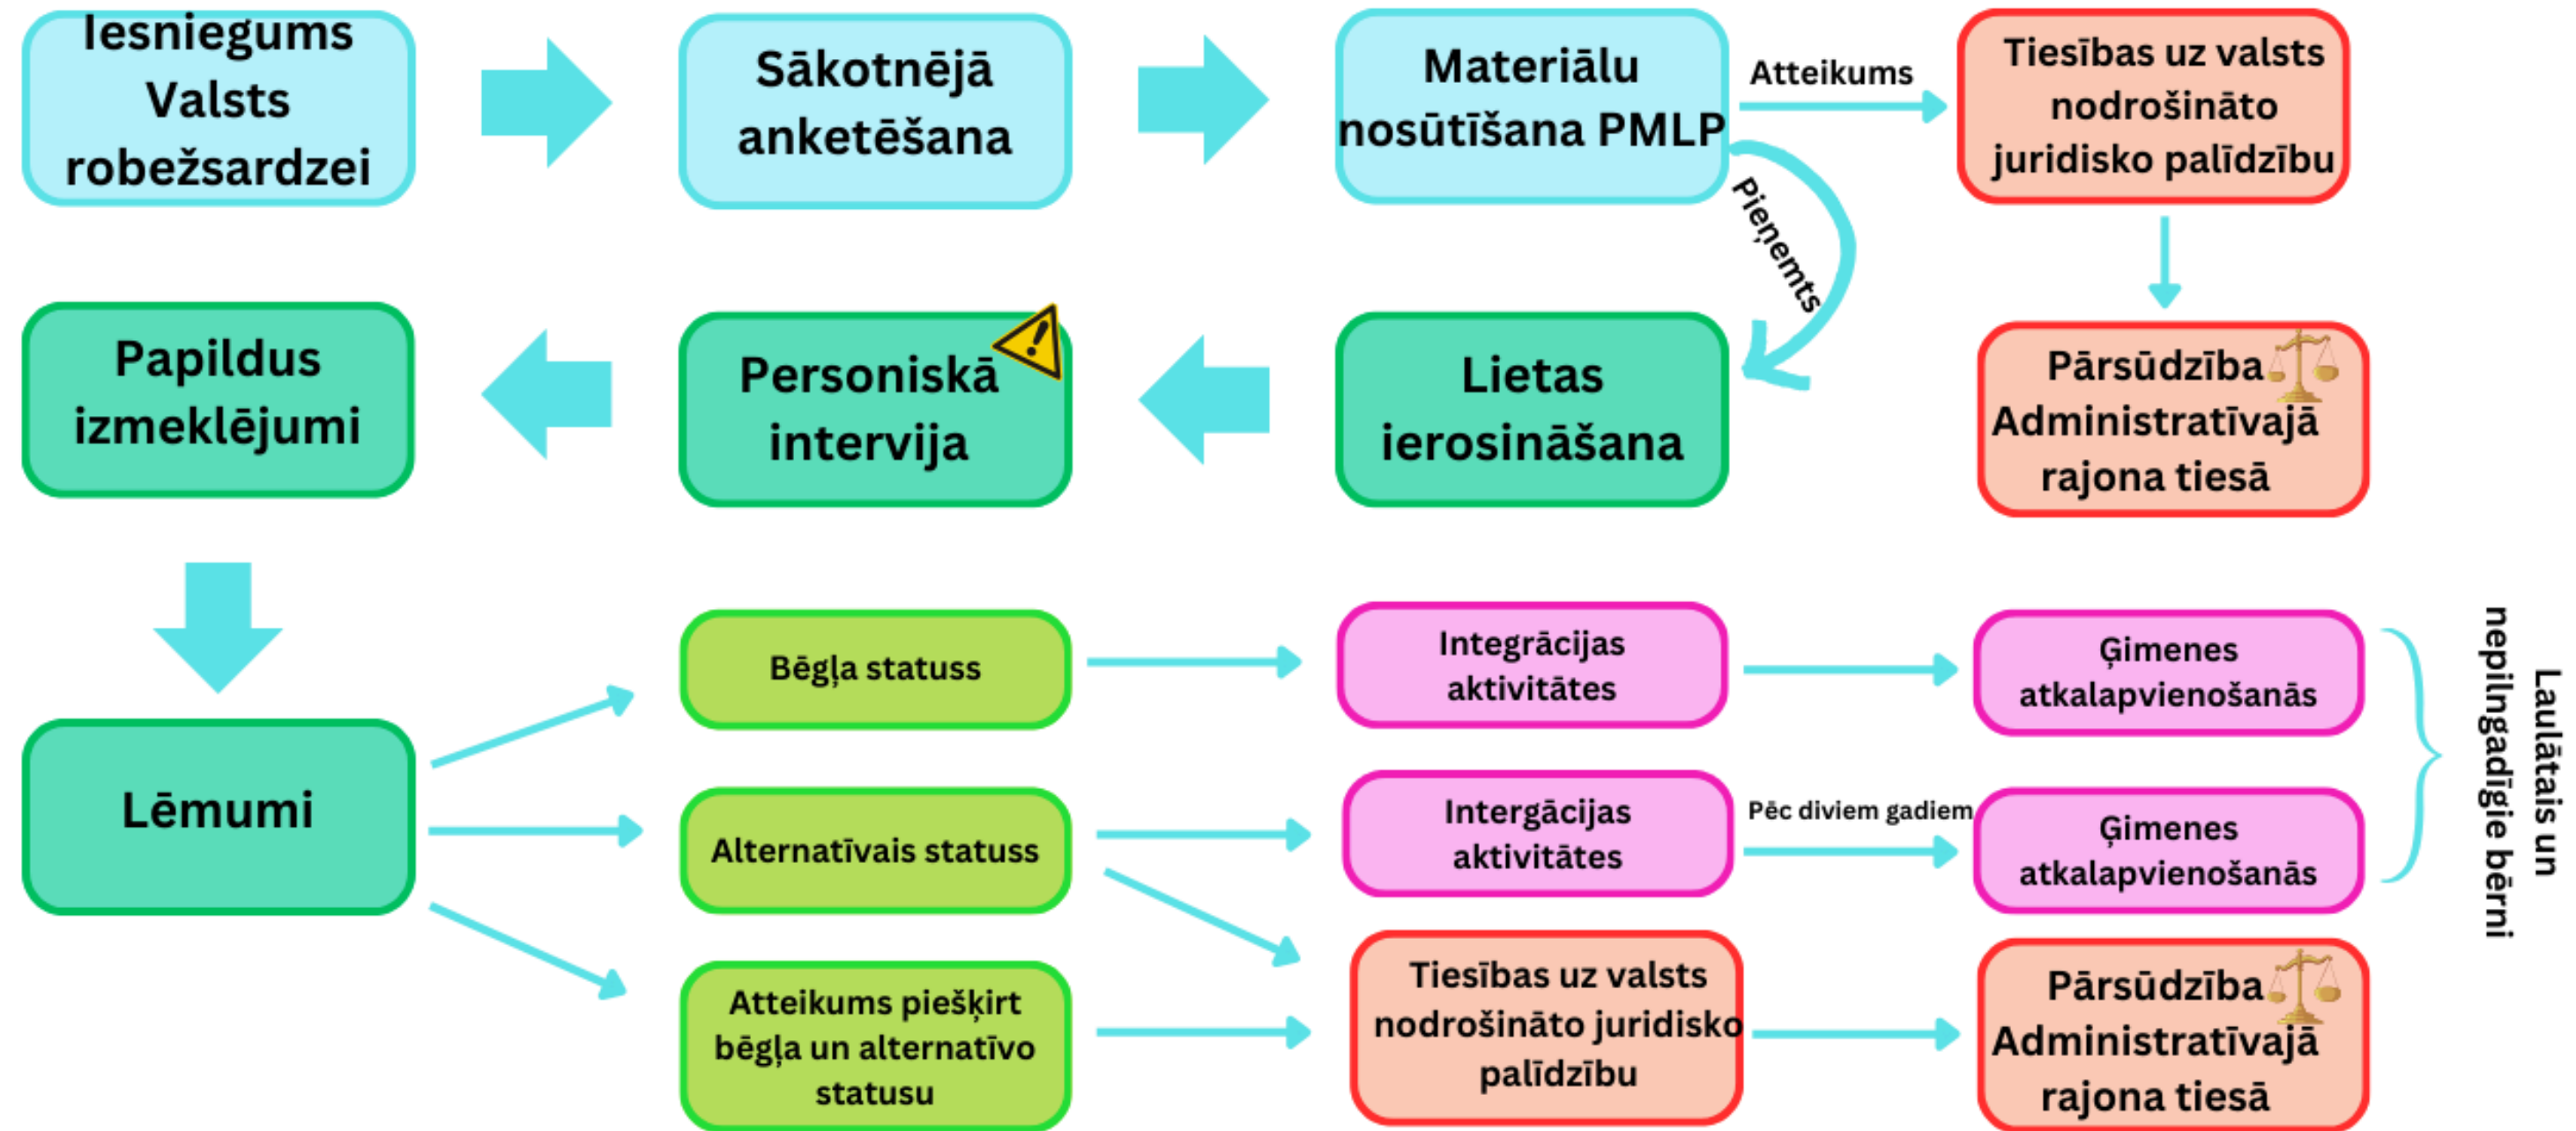 Iesniegums
Valsts
robežsardzei
Sākotnējā
anketēšana
Materiālu
nosūtīšana PMLP
Atteikums
Tiesības uz valsts
nodrošināto
juridisko palīdzību
Pieņemts
Papildus
izmeklējumi
Personiskā
intervija
Lietas
ierosināšana
Pārsūdzība
Administratīvajā
rajona tiesā
Lēmumi
Bēgļa statuss
Integrācijas
aktivitātes
Ģimenes
atkalapvienošanās
Alternatīvais statuss
Intergācijas
aktivitātes
Pēc diviem gadiem
Ģimenes
atkalapvienošanās
Laulātais un
nepilngadīgie bērni
Atteikums piešķirt
bēgļa un alternatīvo
statusu
Tiesības uz valsts
nodrošināto juridisko
palīdzību
Pārsūdzība
Administratīvajā
rajona tiesā